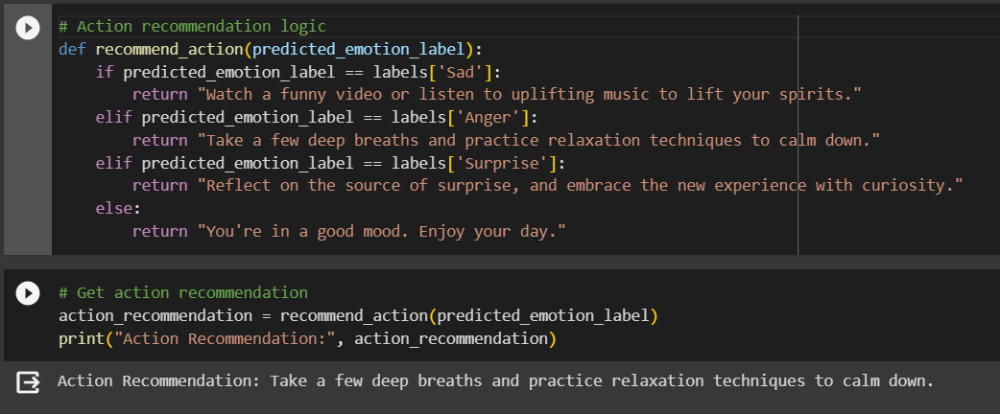 # Action recommendation logic
def recommend_action(predicted_emotion_label):
    if predicted_emotion_label == labels['Sad']:
        return "Watch a funny video or listen to uplifting music to lift your spirits."
    elif predicted_emotion_label == labels['Anger']:
        return "Take a few deep breaths and practice relaxation techniques to calm down."
    elif predicted_emotion_label == labels['Surprise']:
        return "Reflect on the source of surprise, and embrace the new experience with curiosity."
    else:
        return "You're in a good mood. Enjoy your day."
# Get action recommendation
action_recommendation = recommend_action(predicted_emotion_label)
print("Action Recommendation:", action_recommendation)
Action Recommendation: Take a few deep breaths and practice relaxation techniques to calm down.